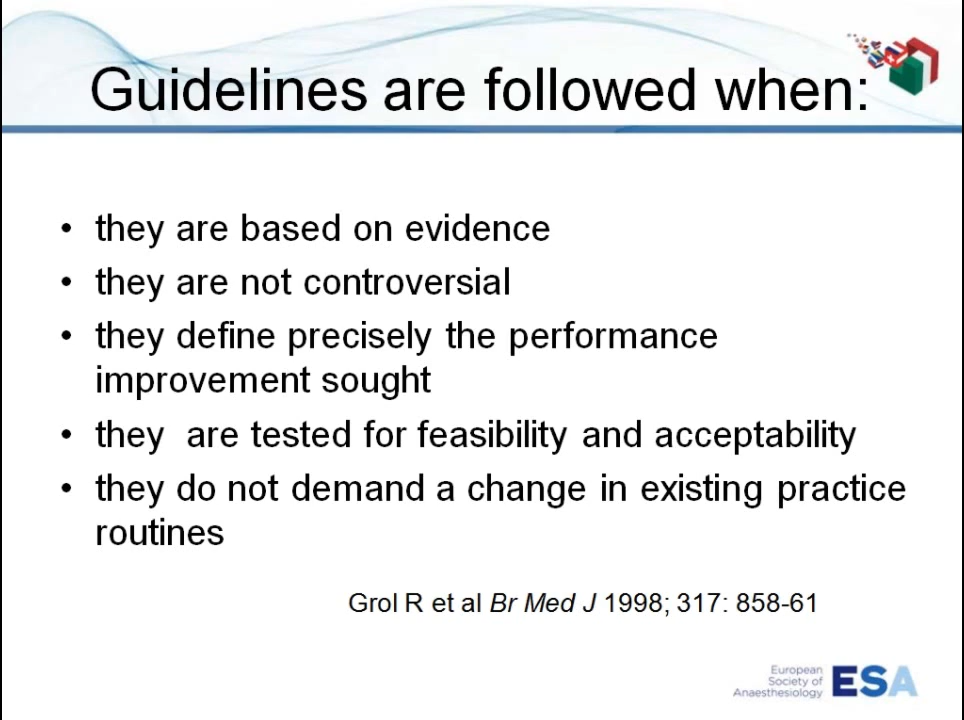 Guidelines are followed when:
• they are based on evidence
• they are not controversial
• they define precisely the performance
improvement sought
• they  are tested for feasibility and acceptability
• they do not demand a change in existing practice
routines
Grol R et al Br Med J 1998; 317: 858-61
European
Society of
Anaesthesiology
ESA